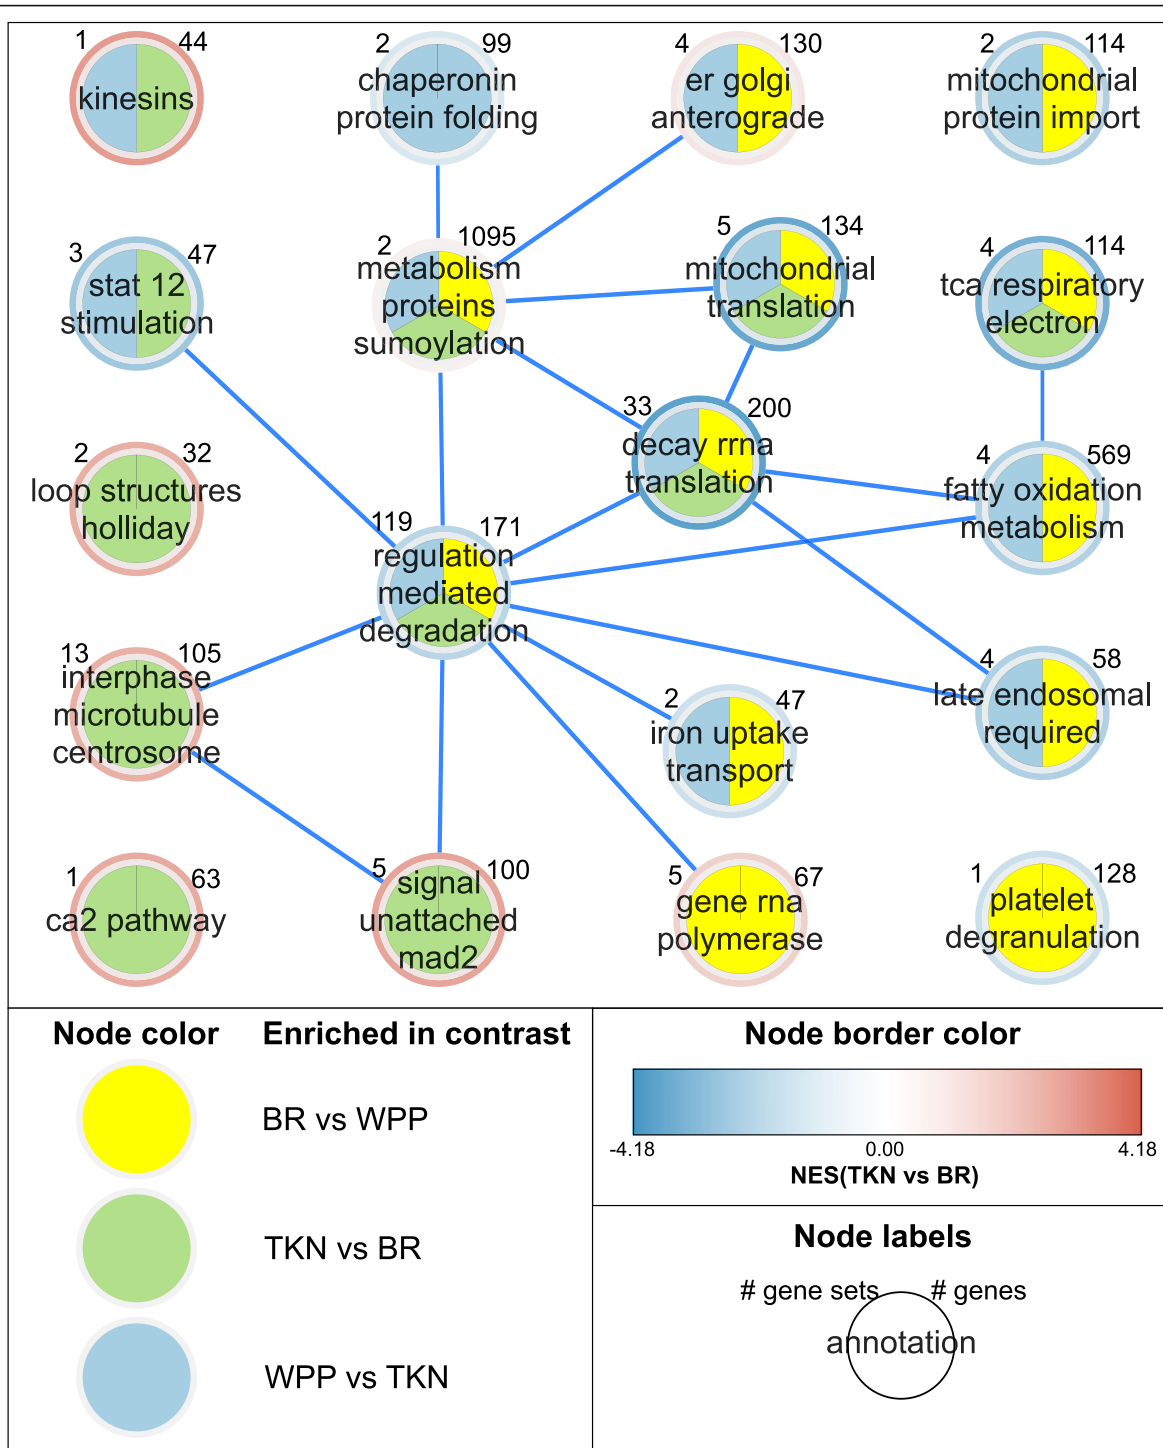 1 44
kinesins
2 99
chaperonin
protein folding
4 130
er golgi
anterograde
2 114
mitochondrial
protein import
3 47
stat 12
stimulation
2 1095
metabolism
proteins
sumoylation
5 134
mitochondrial
translation
4 114
tca respiratory
electron
2 32
loop structures
holliday
33 200
decay rrna
translation
4 569
fatty oxidation
metabolism
119 171
regulation
mediated
degradation
13 105
interphase
microtubule
centrosome
2 47
iron uptake
transport
4 58
late endosomal
required
1 63
ca2 pathway
5 100
signal
unattached
mad2
5 67
gene rna
polymerase
1 128
platelet
degranulation
Node color Enriched in contrast
BR vs WPP
TKN vs BR
WPP vs TKN
Node border color
-4.18 0.00 4.18
NES(TKN vs BR)
Node labels
# gene sets # genes
annotation